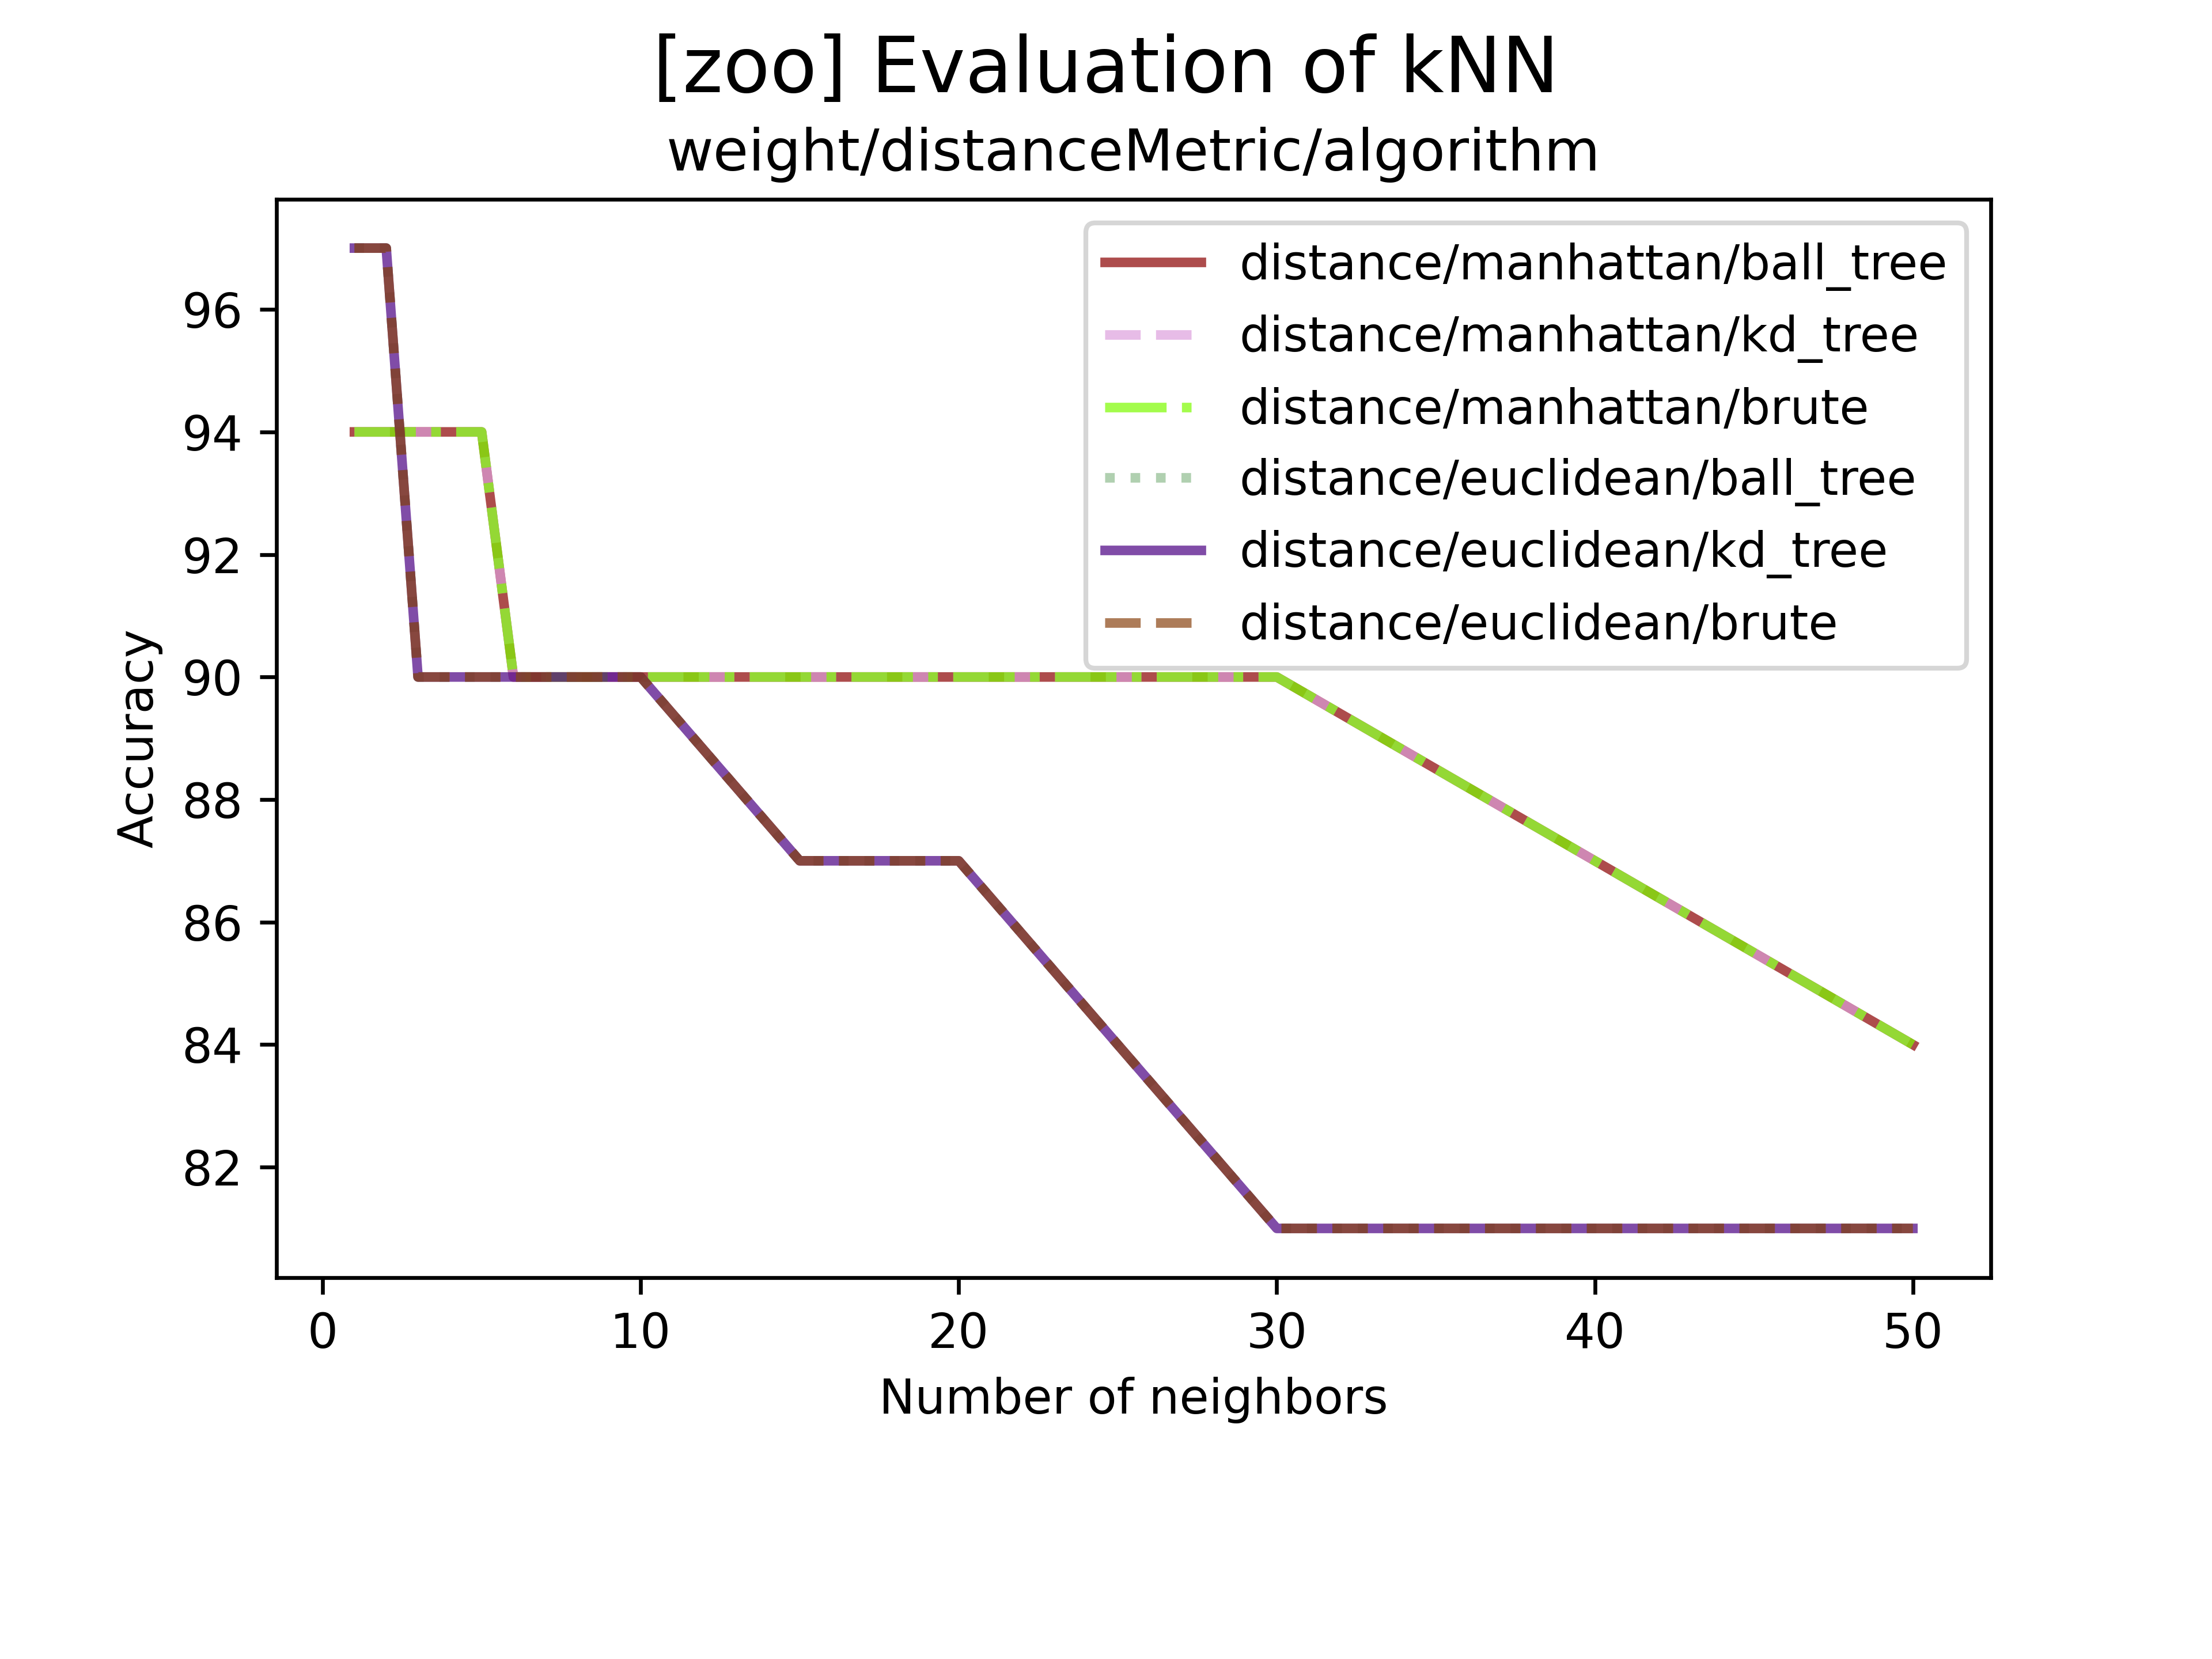 [zoo] Evaluation of kNN
weight/distanceMetric/algorithm
distance/manhattan/ball_tree
distance/manhattan/kd_tree
distance/manhattan/brute
distance/euclidean/ball_tree
distance/euclidean/kd_tree
distance/euclidean/brute
Accuracy
96
94
92
90
88
86
84
82
0 10 20 30 40 50
Number of neighbors